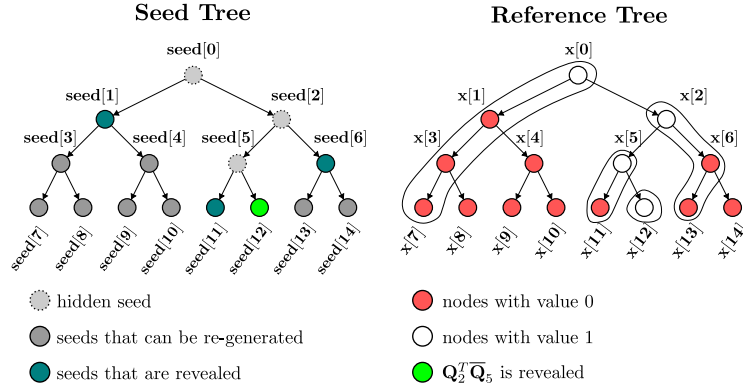 Seed Tree
Reference Tree
seed[0]
x[0]
seed[1]
seed[2]
x[1]
x[2]
seed[3]
seed[4]
seed[5]
seed[6]
x[3]
x[4]
x[5]
x[6]
seed[7]
seed[8]
seed[9]
seed[10]
seed[11]
seed[12]
seed[13]
seed[14]
x[7]
x[8]
x[9]
x[10]
x[11]
x[12]
x[13]
x[14]
hidden seed
nodes with value 0
seeds that can be re-generated
nodes with value 1
seeds that are revealed
Q₂ᵀQ̅₅ is revealed